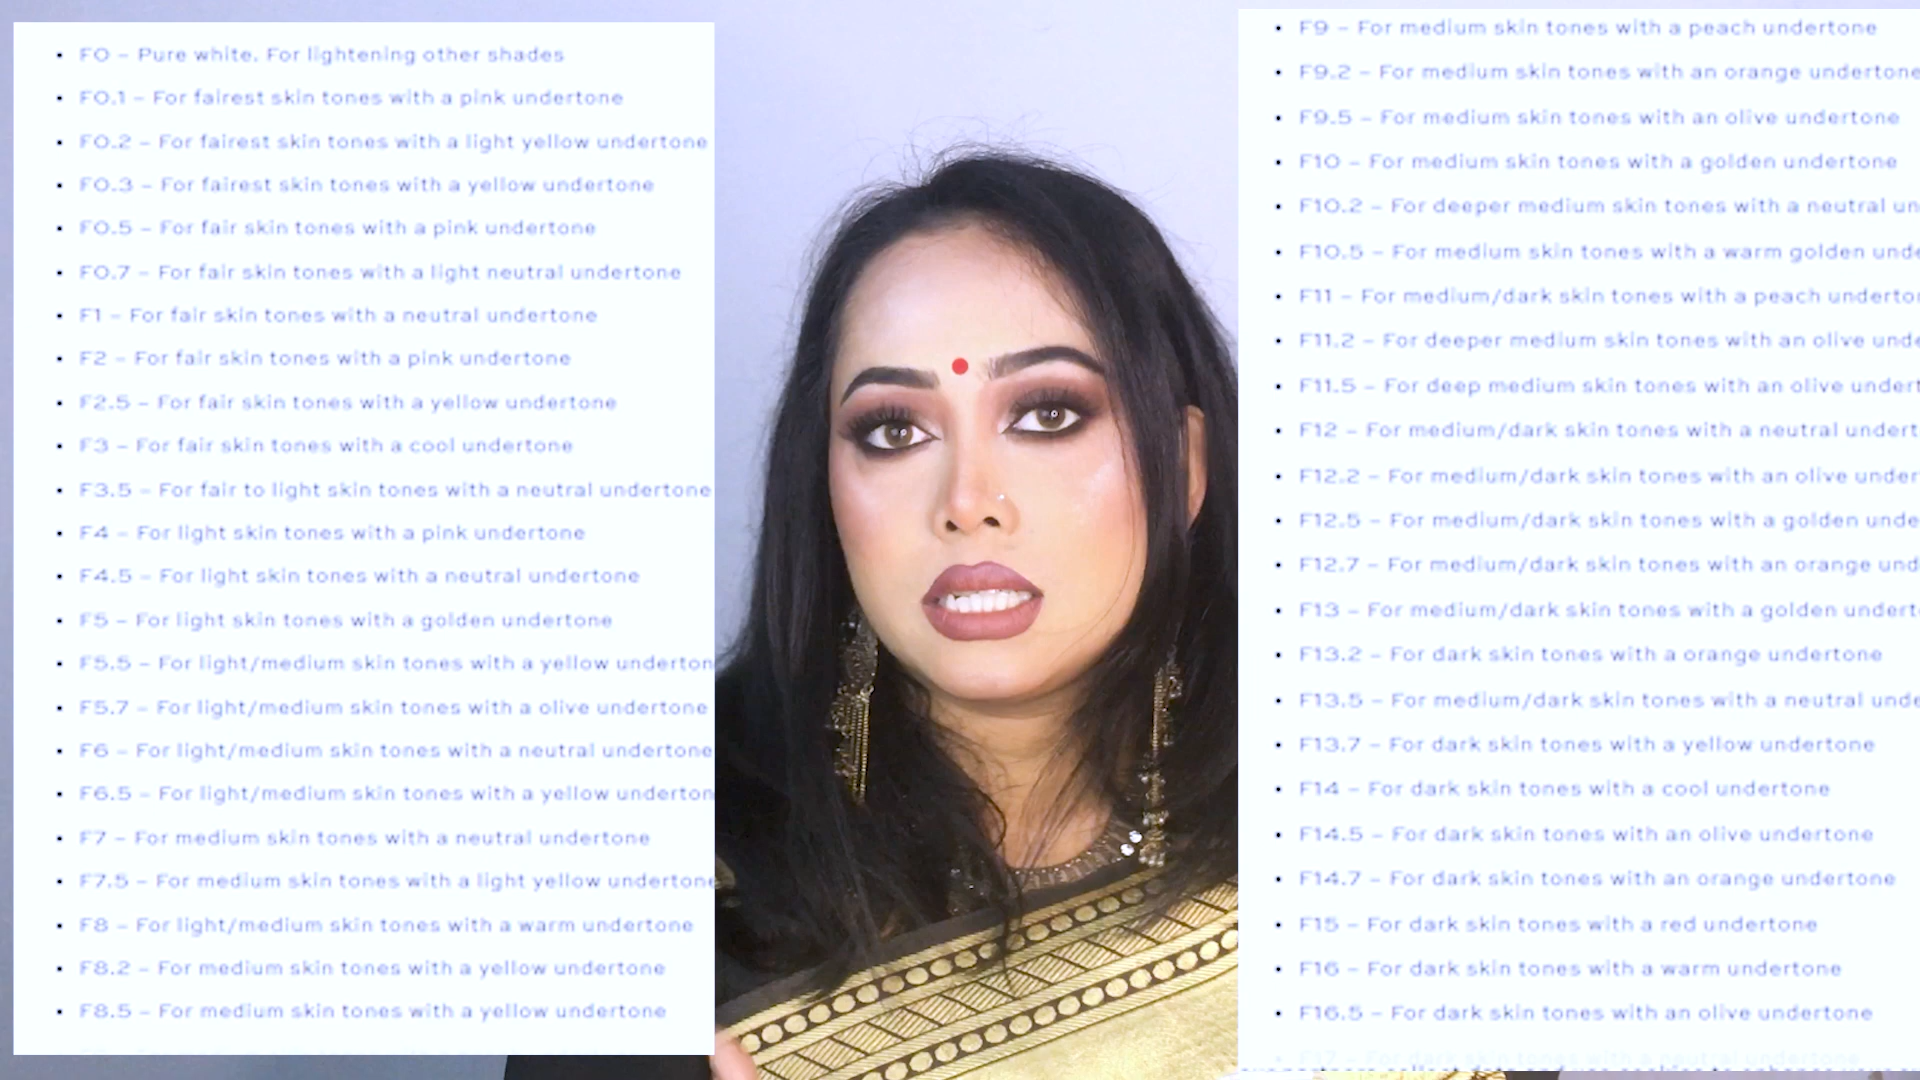 • F0 – Pure white. For lightening other shades
• F0.1 – For fairest skin tones with a pink undertone
• F0.2 – For fairest skin tones with a light yellow undertone
• F0.3 – For fairest skin tones with a yellow undertone
• F0.5 – For fair skin tones with a pink undertone
• F0.7 – For fair skin tones with a light neutral undertone
• F1 – For fair skin tones with a neutral undertone
• F2 – For fair skin tones with a pink undertone
• F2.5 – For fair skin tones with a yellow undertone
• F3 – For fair skin tones with a cool undertone
• F3.5 – For fair to light skin tones with a neutral undertone
• F4 – For light skin tones with a pink undertone
• F4.5 – For light skin tones with a neutral undertone
• F5 – For light skin tones with a golden undertone
• F5.5 – For light/medium skin tones with a yellow underton
• F5.7 – For light/medium skin tones with a olive undertone
• F6 – For light/medium skin tones with a neutral undertone
• F6.5 – For light/medium skin tones with a yellow underton
• F7 – For medium skin tones with a neutral undertone
• F7.5 – For medium skin tones with a light yellow undertone
• F8 – For light/medium skin tones with a warm undertone
• F8.2 – For medium skin tones with a yellow undertone
• F8.5 – For medium skin tones with a yellow undertone
• F9 – For medium skin tones with a peach undertone
• F9.2 – For medium skin tones with an orange undertone
• F9.5 – For medium skin tones with an olive undertone
• F10 – For medium skin tones with a golden undertone
• F10.2 – For deeper medium skin tones with a neutral un
• F10.5 – For medium skin tones with a warm golden unde
• F11 – For medium/dark skin tones with a peach underto
• F11.2 – For deeper medium skin tones with an olive unde
• F11.5 – For deep medium skin tones with an olive undert
• F12 – For medium/dark skin tones with a neutral undert
• F12.2 – For medium/dark skin tones with an olive under
• F12.5 – For medium/dark skin tones with a golden unde
• F12.7 – For medium/dark skin tones with an orange und
• F13 – For medium/dark skin tones with a golden undert
• F13.2 – For dark skin tones with a orange undertone
• F13.5 – For medium/dark skin tones with a neutral unde
• F13.7 – For dark skin tones with a yellow undertone
• F14 – For dark skin tones with a cool undertone
• F14.5 – For dark skin tones with an olive undertone
• F14.7 – For dark skin tones with an orange undertone
• F15 – For dark skin tones with a red undertone
• F16 – For dark skin tones with a warm undertone
• F16.5 – For dark skin tones with an olive undertone
• F17 – For dark skin tones with a neutral undertone